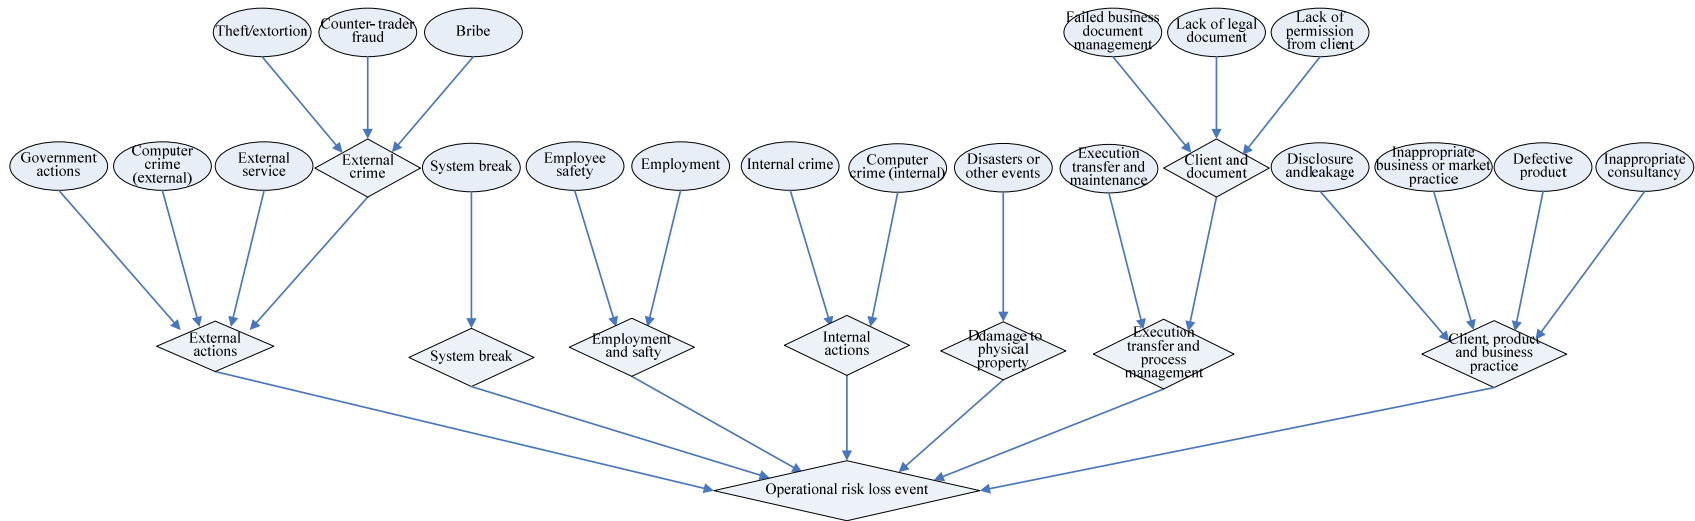 Theft/extortion
Counter- trader
fraud
Bribe
Failed business
document
management
Lack of legal
document
Lack of
permission
from client
Government
actions
Computer
crime
(external)
External
service
External
crime
System break
Employee
safety
Employment
Internal crime
Computer
crime (internal)
Disasters or
other events
Execution
transfer and
maintenance
Client and
document
Disclosure
andleakage
Inappropriate
business or market
practice
Defective
product
Inappropriate
consultancy
External
actions
System break
Employment
and safty
Internal
actions
Ddamage to
physical
property
Execution
transfer and
process
management
Client, product
and business
practice
Operational risk loss event